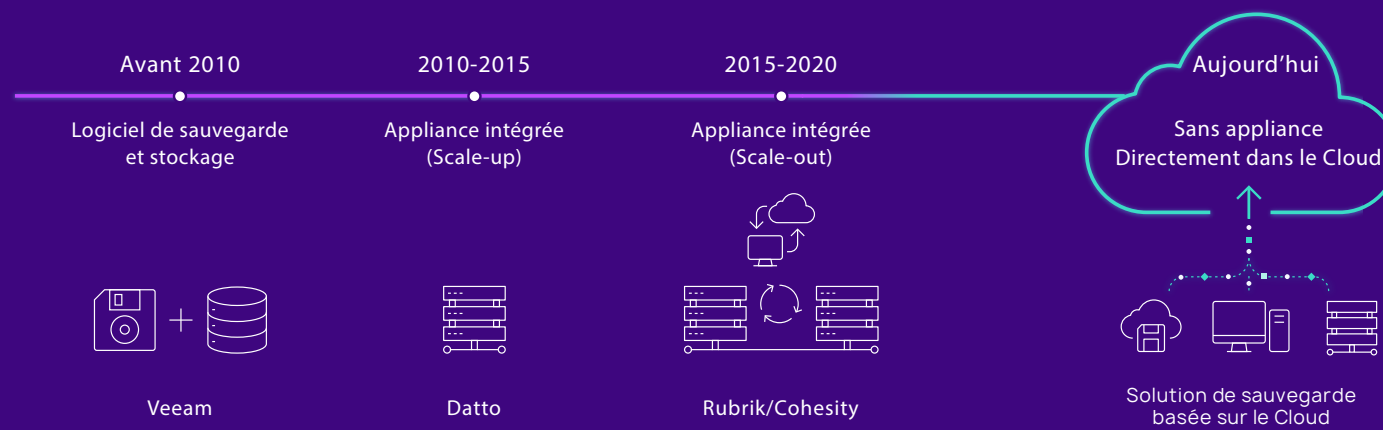 Avant 2010
Logiciel de sauvegarde
et stockage
Veeam
2010-2015
Appliance intégrée
(Scale-up)
Datto
2015-2020
Appliance intégrée
(Scale-out)
Rubrik/Cohesity
Aujourd’hui
Sans appliance
Directement dans le Cloud
Solution de sauvegarde
basée sur le Cloud